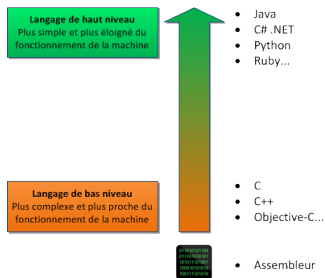 Langage de haut niveau
Plus simple et plus éloigné du
fonctionnement de la machine
• Java
• C# .NET
• Python
• Ruby...
Langage de bas niveau
Plus complexe et plus proche du
fonctionnement de la machine
• C
• C++
• Objective-C...
• Assembleur